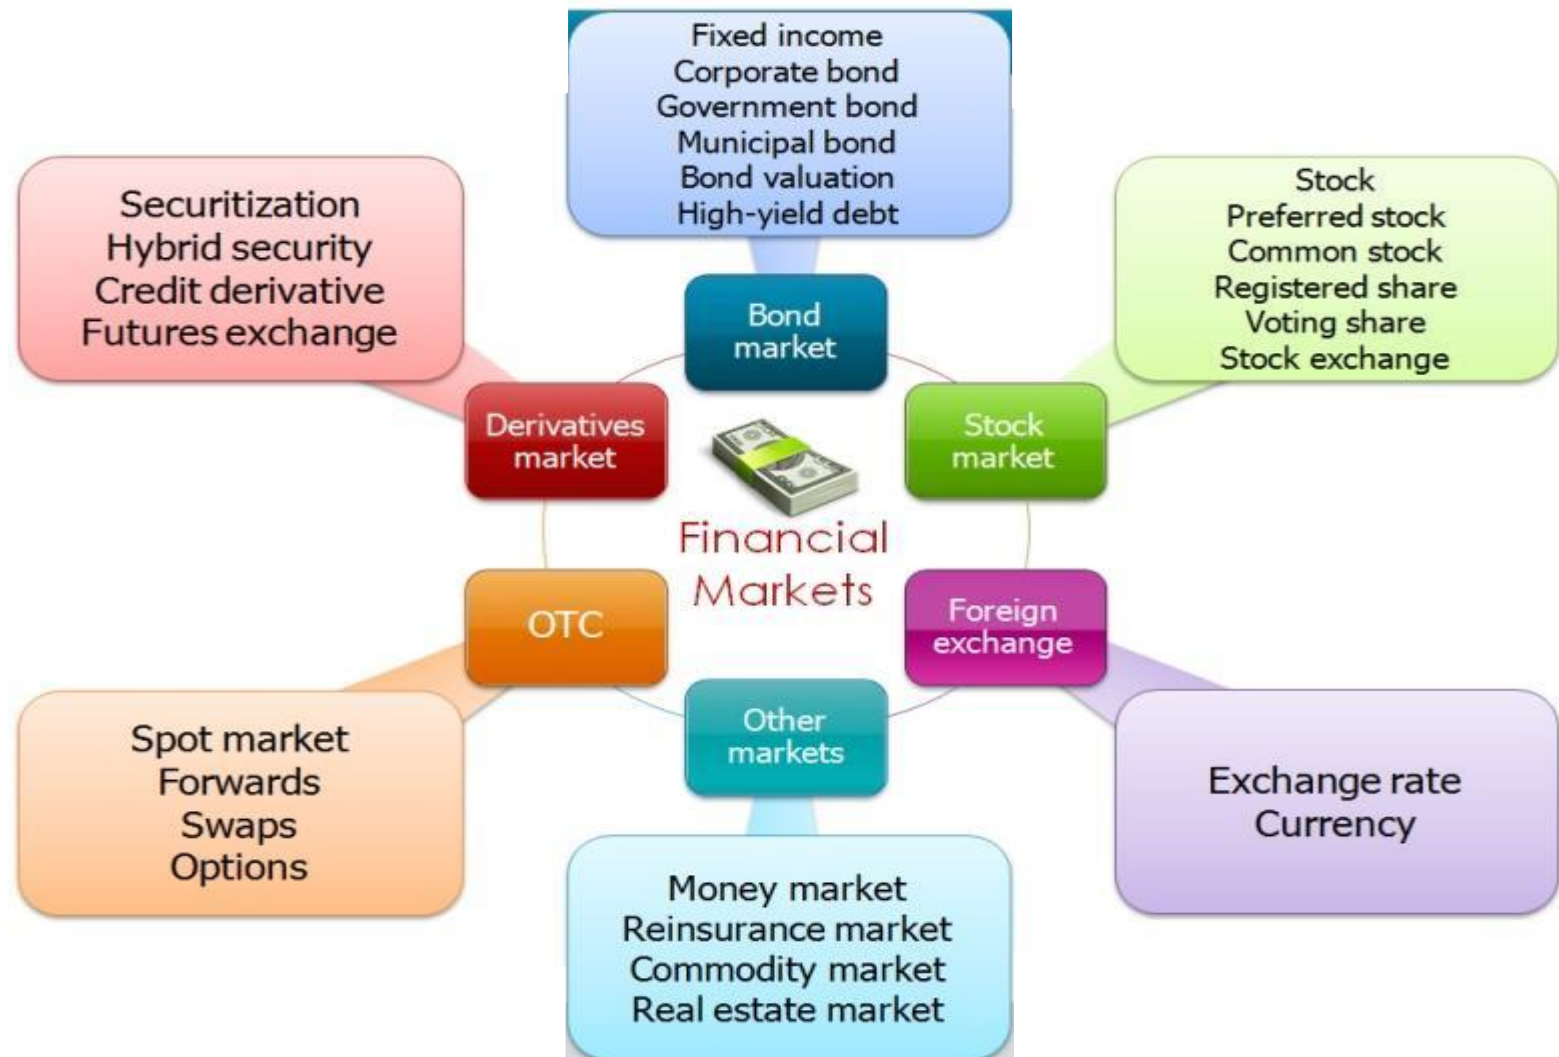 Fixed income
Corporate bond
Government bond
Municipal bond
Bond valuation
High-yield debt
Securitization
Hybrid security
Credit derivative
Futures exchange
Stock
Preferred stock
Common stock
Registered share
Voting share
Stock exchange
Bond
market
Derivatives
market
Stock
market
Financial
Markets
OTC
Foreign
exchange
Other
markets
Spot market
Forwards
Swaps
Options
Exchange rate
Currency
Money market
Reinsurance market
Commodity market
Real estate market